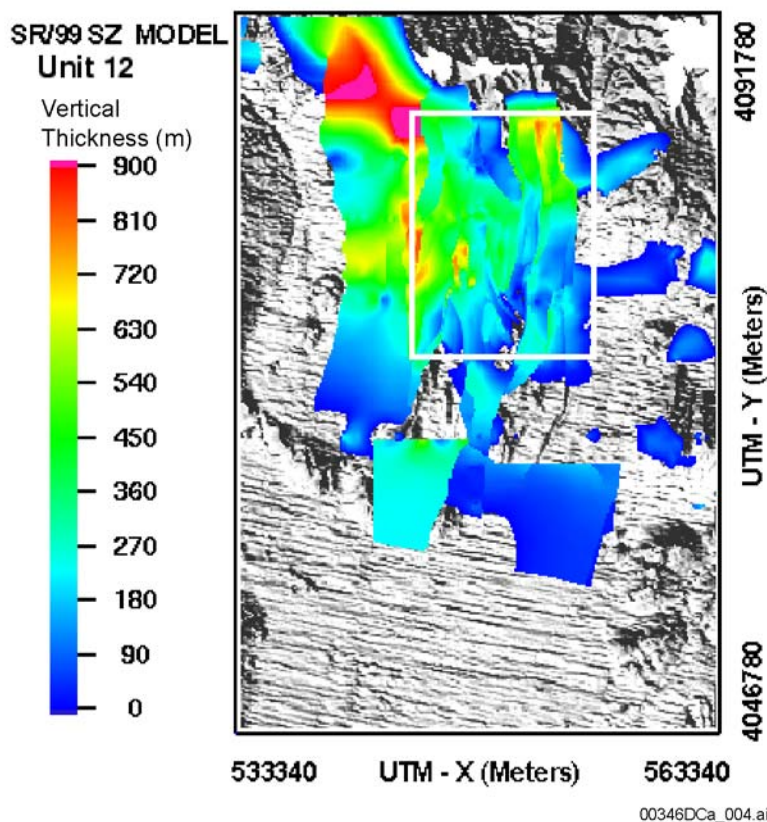 SR/99 SZ MODEL
Unit 12
Vertical
Thickness (m)
900
810
720
630
540
450
360
270
180
90
0
4091780
UTM - Y (Meters)
4046780
533340
UTM - X (Meters)
563340
00346DCa_004.ai